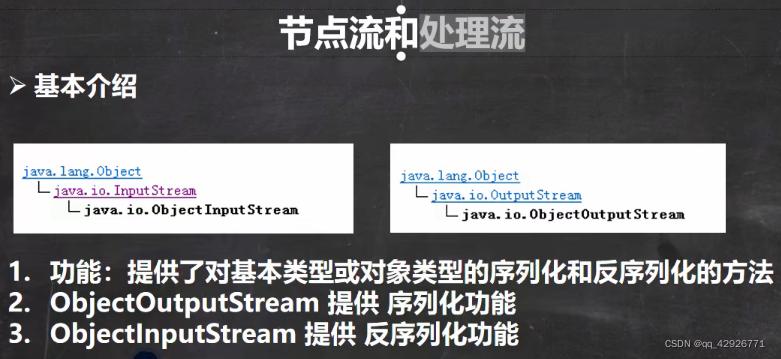 节点流和处理流
➢ 基本介绍
java.lang.Object
java.io.InputStream
java.io.ObjectInputStream
java.lang.Object
java.io.OutputStream
java.io.ObjectOutputStream
1. 功能：提供了对基本类型或对象类型的序列化和反序列化的方法
2. ObjectOutputStream 提供 序列化功能
3. ObjectInputStream 提供 反序列化功能
CSDN @qq_42926771